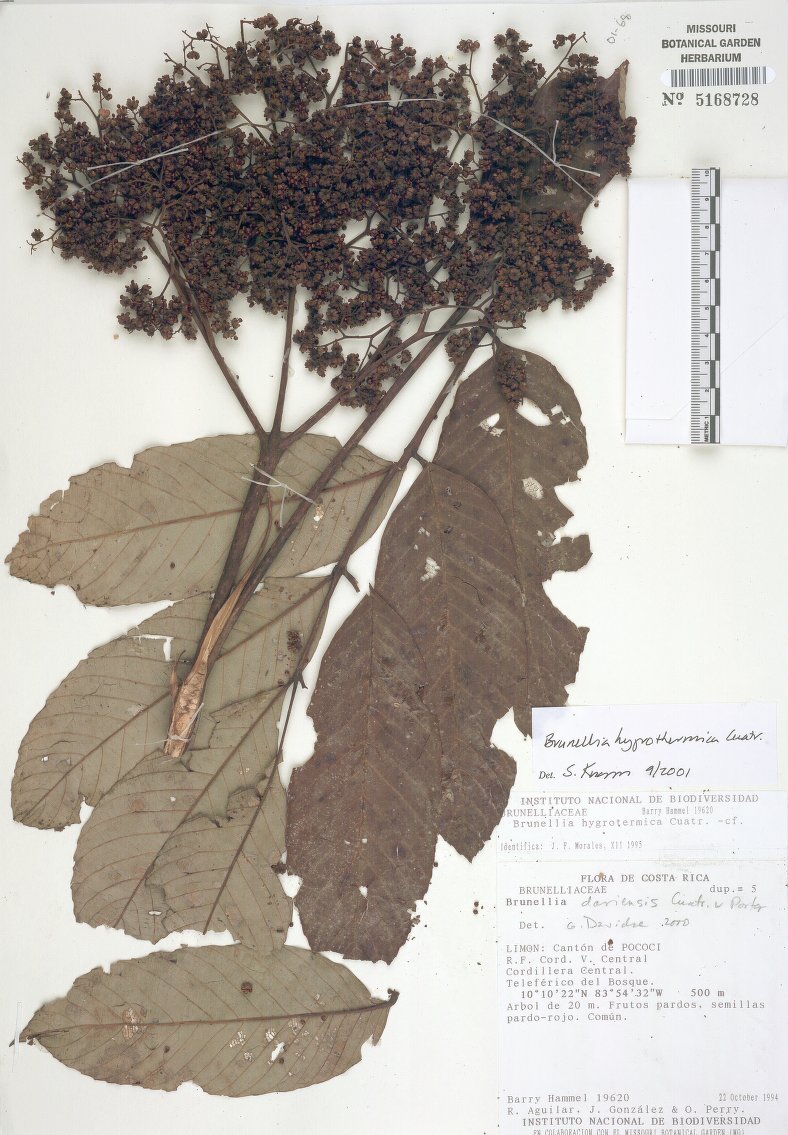 01-68
MISSOURI
BOTANICAL GARDEN
HERBARIUM
No 5168728
10
9
8
7
6
5
4
3
2
METRIC 1
Brunellia hygrothermica Cuatr.
Det. 9/2001
INSTITUTO NACIONAL DE BIODIVERSIDAD
BRUNELLIACEAE Barry Hammel 19620
Brunellia hygrotermica Cuatr. -cf.
Identifica: J. F. Morales, XII 1995
FLORA DE COSTA RICA
BRUNELLIACEAE dup.= 5
Brunellia dariensis Cuatr. & Porter
Det. G. Davidse 2000
LIMON: Cantón de POCOCI
R.F. Cord. V. Central
Cordillera Central.
Teleférico del Bosque.
10°10'22"N 83°54'32"W 500 m
Arbol de 20 m. Frutos pardos, semillas
pardo-rojo. Común.
Barry Hammel 19620 22 October 1994
R. Aguilar, J. González & O. Perry.
INSTITUTO NACIONAL DE BIODIVERSIDAD
EN COLABORACION CON EL MISSOURI BOTANICAL GARDEN (MO)